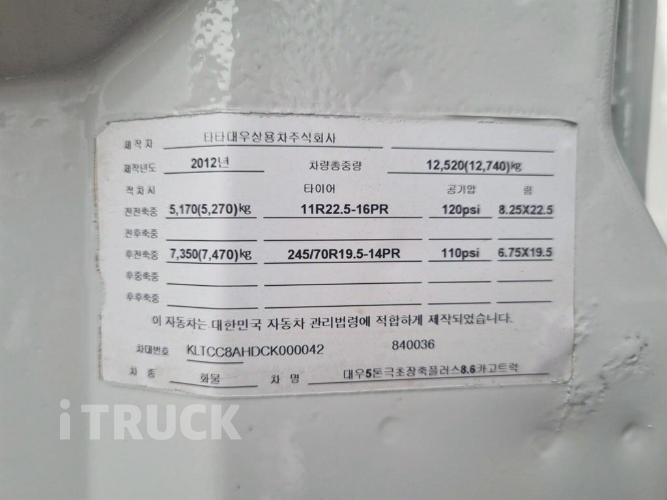 제작자 타타대우상용차주식회사
제작년도 2012년 차량총중량 12,520(12,740)kg
적차시 타이어 공기압 림
전전축중 5,170(5,270)kg 11R22.5-16PR 120psi 8.25X22.5
전후축중
후전축중 7,350(7,470)kg 245/70R19.5-14PR 110psi 6.75X19.5
후중축중
후후축중
이 자동차는 대한민국 자동차 관리법령에 적합하게 제작되었습니다.
차대번호 KLTCC8AHDCK000042 840036
차 종 화물 차 명 대우5톤극초장축플러스8.6카고트럭
iTRUCK